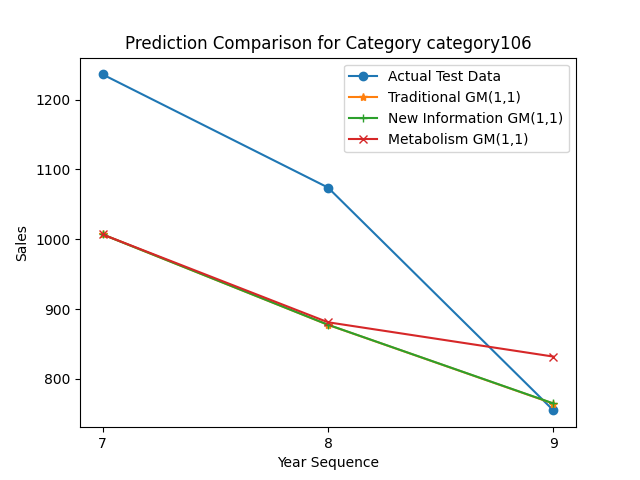 Prediction Comparison for Category category106
Actual Test Data
Traditional GM(1,1)
New Information GM(1,1)
Metabolism GM(1,1)
Sales
1200
1100
1000
900
800
7
8
9
Year Sequence